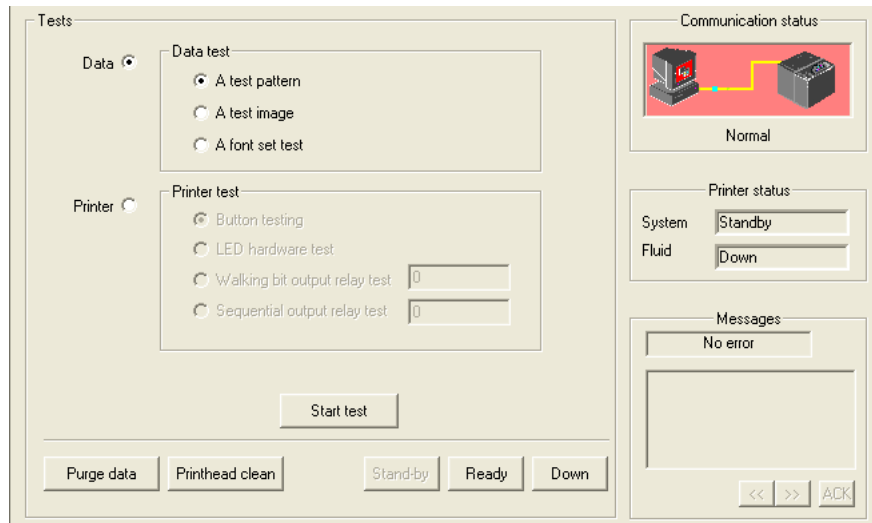 Tests
Data
Data test
A test pattern
A test image
A font set test
Printer
Printer test
Button testing
LED hardware test
Walking bit output relay test 0
Sequential output relay test 0
Start test
Purge data Printhead clean Stand-by Ready Down
Communication status
Normal
Printer status
System Standby
Fluid Down
Messages
No error
<< >> ACK